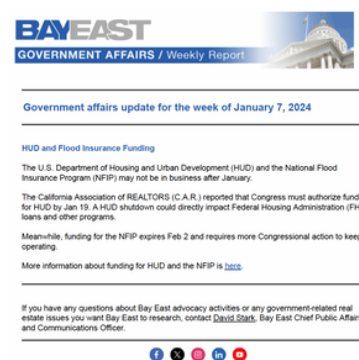 BAYEAST
GOVERNMENT AFFAIRS / Weekly Report
Government affairs update for the week of January 7, 2024
HUD and Flood Insurance Funding
The U.S. Department of Housing and Urban Development (HUD) and the National Flood
Insurance Program (NFIP) may not be in business after January.
The California Association of REALTORS (C.A.R.) reported that Congress must authorize fund
for HUD by Jan 19. A HUD shutdown could directly impact Federal Housing Administration (FH
loans and other programs.
Meanwhile, funding for the NFIP expires Feb 2 and requires more Congressional action to keep
operating.
More information about funding for HUD and the NFIP is here.
If you have any questions about Bay East advocacy activities or any government-related real
estate issues you want Bay East to research, contact David Stark, Bay East Chief Public Affairs
and Communications Officer.